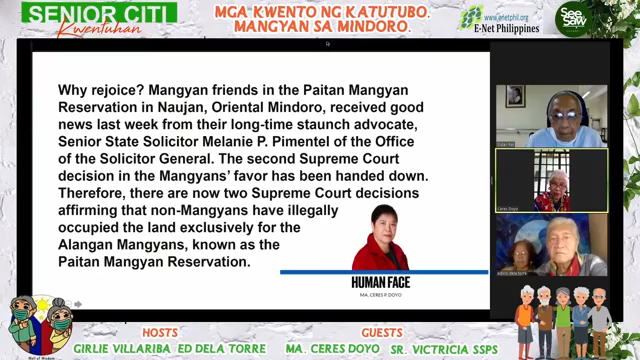 SENIOR CITI
Kwentuhan
MGA KWENTO NG KATUTUBO.
MANGYAN SA MINDORO.
www.enetphil.org
E-Net Philippines
See
Saw
Why rejoice? Mangyan friends in the Paitan Mangyan
Reservation in Naujan, Oriental Mindoro, received good
news last week from their long-time staunch advocate,
Senior State Solicitor Melanie P. Pimentel of the Office
of the Solicitor General. The second Supreme Court
decision in the Mangyans’ favor has been handed down.
Therefore, there are now two Supreme Court decisions
affirming that non-Mangyans have illegally
occupied the land exclusively for the
Alangan Mangyans, known as the
Paitan Mangyan Reservation.
HUMAN FACE
MA. CERES P. DOYO
Ceres Doyo
Well of Wisdom
HOSTS
GIRLIE VILLARIBA ED DELA TORRE
GUESTS
MA. CERES DOYO SR. VICTRICIA SSPS